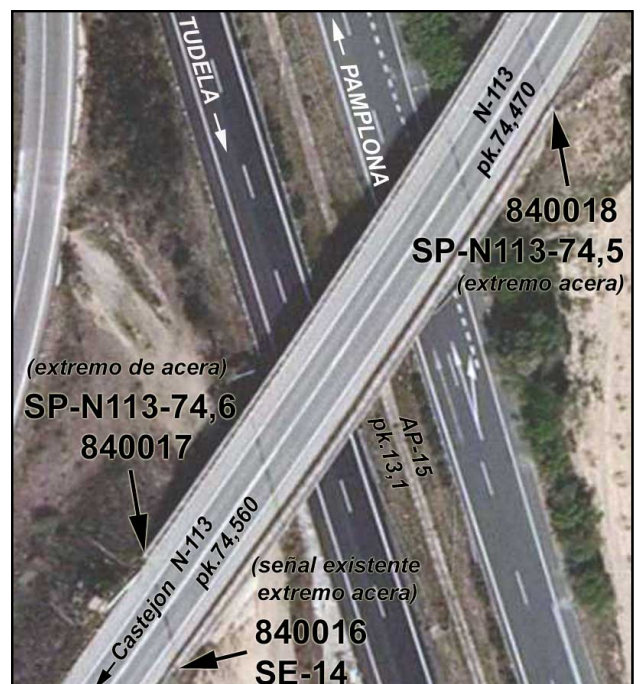 TUDELA
PAMPLONA
N-113
pk.74,470
840018
SP-N113-74,5
(extremo acera)
(extremo de acera)
SP-N113-74,6
840017
AP-15
pk.13,1
Castejon N-113
pk.74,560
(señal existente
extremo acera)
840016
SE-14